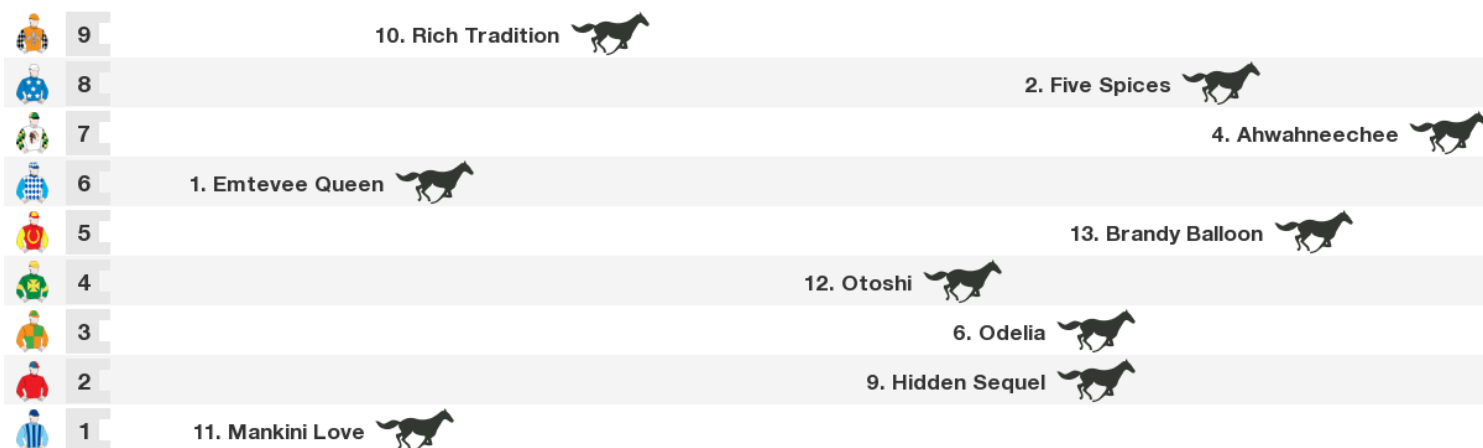 9 10. Rich Tradition
8 2. Five Spices
7 4. Ahwahneechee
6 1. Emtevee Queen
5 13. Brandy Balloon
4 12. Otoshi
3 6. Odelia
2 9. Hidden Sequel
1 11. Mankini Love